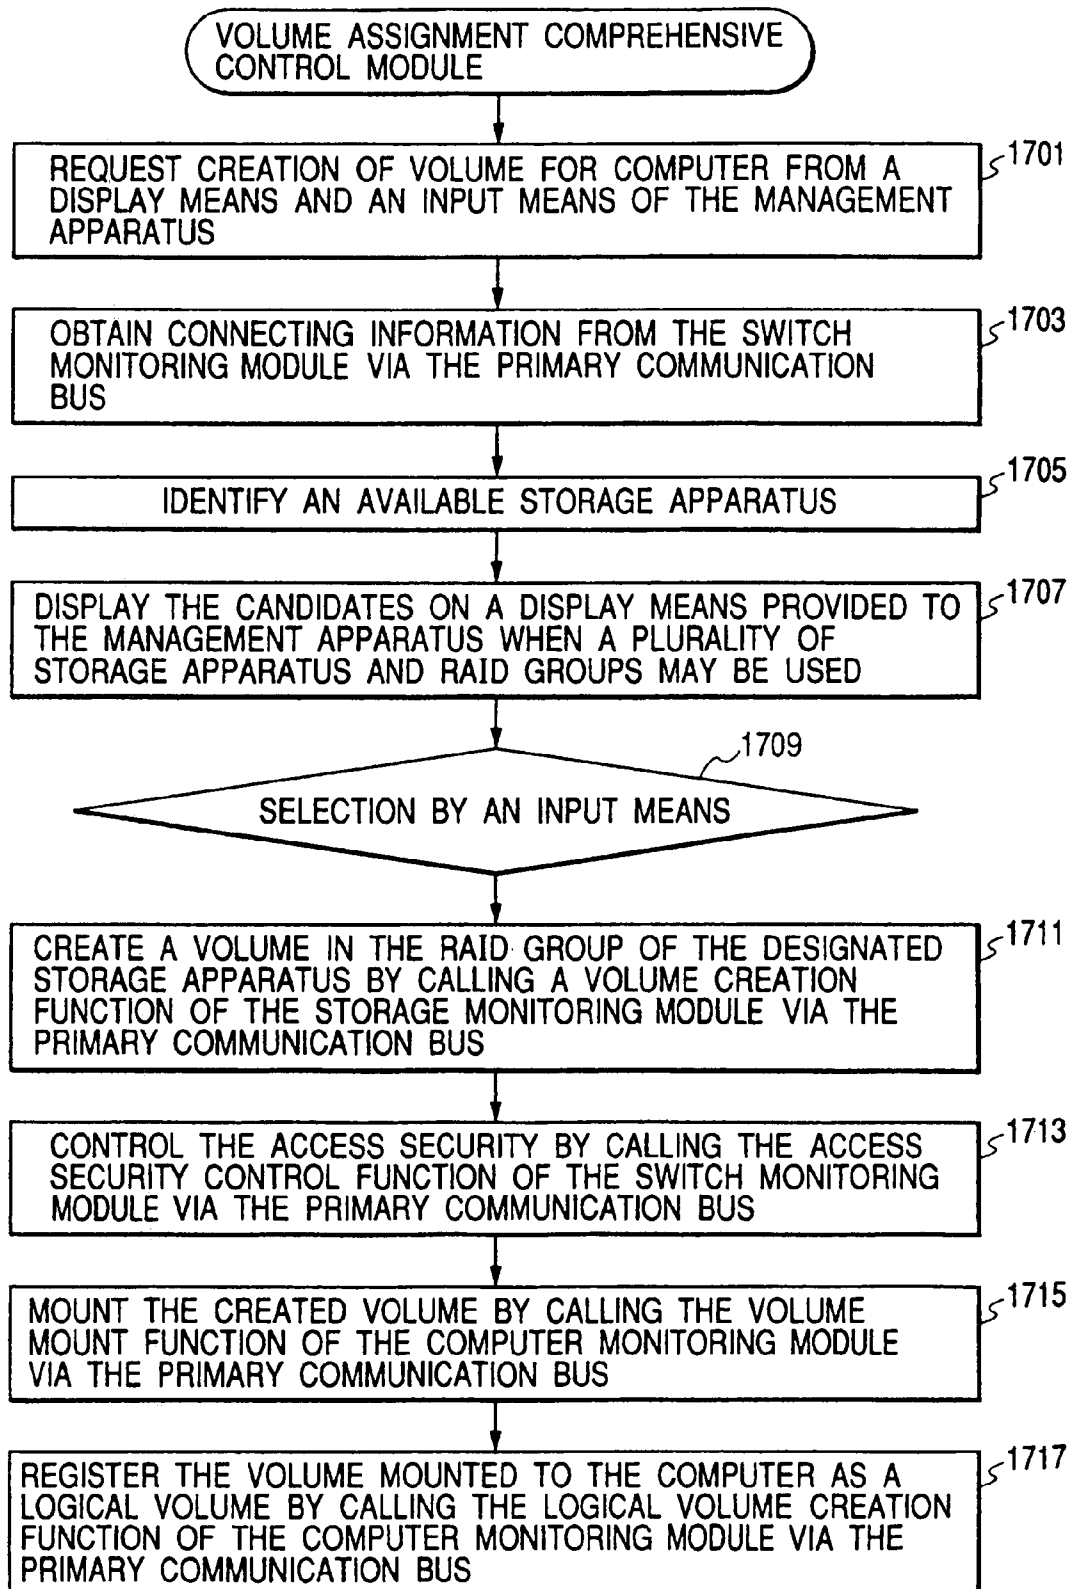 VOLUME ASSIGNMENT COMPREHENSIVE
CONTROL MODULE
1701
REQUEST CREATION OF VOLUME FOR COMPUTER FROM A
DISPLAY MEANS AND AN INPUT MEANS OF THE MANAGEMENT
APPARATUS
1703
OBTAIN CONNECTING INFORMATION FROM THE SWITCH
MONITORING MODULE VIA THE PRIMARY COMMUNICATION
BUS
1705
IDENTIFY AN AVAILABLE STORAGE APPARATUS
1707
DISPLAY THE CANDIDATES ON A DISPLAY MEANS PROVIDED TO
THE MANAGEMENT APPARATUS WHEN A PLURALITY OF
STORAGE APPARATUS AND RAID GROUPS MAY BE USED
1709
SELECTION BY AN INPUT MEANS
1711
CREATE A VOLUME IN THE RAID GROUP OF THE DESIGNATED
STORAGE APPARATUS BY CALLING A VOLUME CREATION
FUNCTION OF THE STORAGE MONITORING MODULE VIA THE
PRIMARY COMMUNICATION BUS
1713
CONTROL THE ACCESS SECURITY BY CALLING THE ACCESS
SECURITY CONTROL FUNCTION OF THE SWITCH MONITORING
MODULE VIA THE PRIMARY COMMUNICATION BUS
1715
MOUNT THE CREATED VOLUME BY CALLING THE VOLUME
MOUNT FUNCTION OF THE COMPUTER MONITORING MODULE
VIA THE PRIMARY COMMUNICATION BUS
1717
REGISTER THE VOLUME MOUNTED TO THE COMPUTER AS A
LOGICAL VOLUME BY CALLING THE LOGICAL VOLUME CREATION
FUNCTION OF THE COMPUTER MONITORING MODULE VIA THE
PRIMARY COMMUNICATION BUS